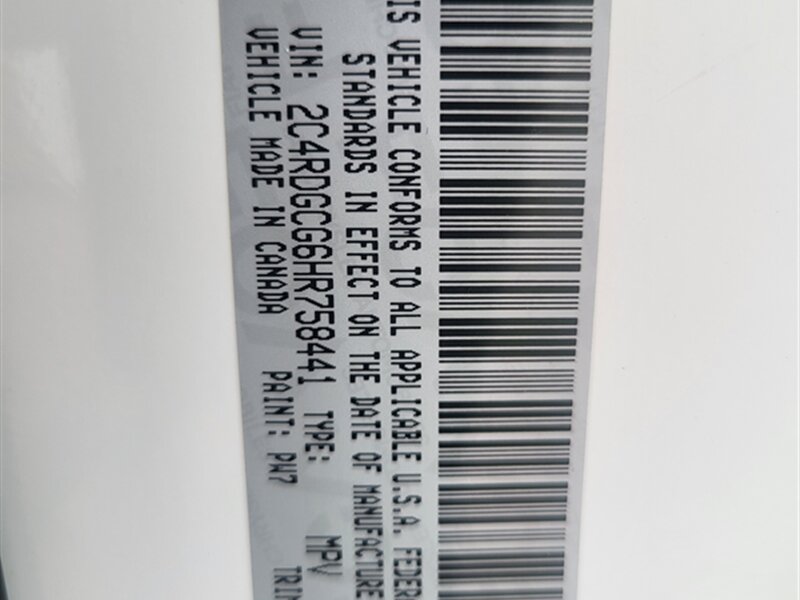 IS VEHICLE CONFORMS TO ALL APPLICABLE U.S.A. FEDER
STANDARDS IN EFFECT ON THE DATE OF MANUFACTURE
VIN: 2C4RDGCG6HR758441 TYPE: MPV
VEHICLE MADE IN CANADA PAINT: PW7 TRIM